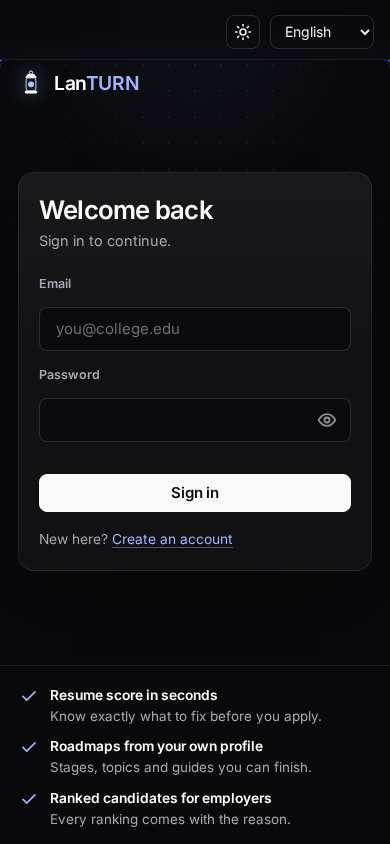 English
LanTURN
Welcome back
Sign in to continue.
Email
you@college.edu
Password
Sign in
New here? Create an account
Resume score in seconds
Know exactly what to fix before you apply.
Roadmaps from your own profile
Stages, topics and guides you can finish.
Ranked candidates for employers
Every ranking comes with the reason.